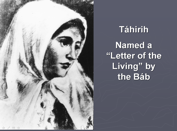 Táhirih
Named a
“Letter of the
Living” by
the Báb